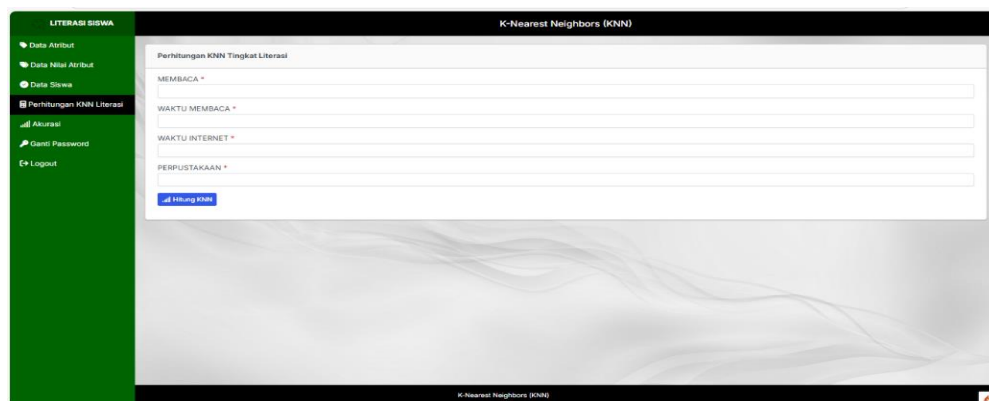 LITERASI SISWA
K-Nearest Neighbors (KNN)
Data Atribut
Data Nilai Atribut
Data Siswa
Perhitungan KNN Literasi
Akurasi
Ganti Password
Logout
Perhitungan KNN Tingkat Literasi
MEMBACA *
WAKTU MEMBACA *
WAKTU INTERNET *
PERPUSTAKAAN *
Hitung KNN
K-Nearest Neighbors (KNN)